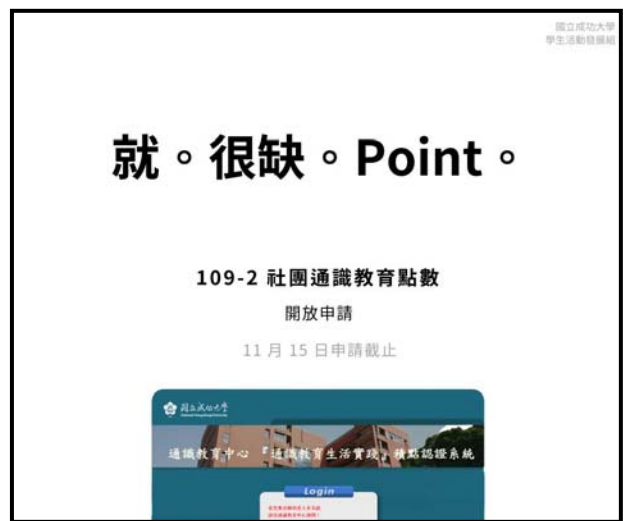 國立成功大學
學生活動發展組
就。很缺。Point。
109-2 社團通識教育點數
開放申請
11 月 15 日申請截止
國立成功大學
通識教育中心『通識教育生活實踐』積點認證系統
Login